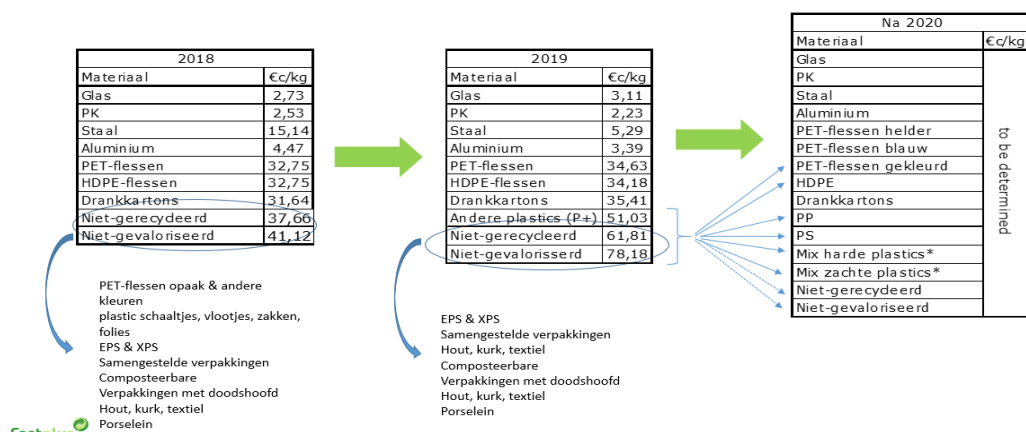 2018
Materiaal €c/kg
Glas 2,73
PK 2,53
Staal 15,14
Aluminium 4,47
PET-flessen 32,75
HDPE-flessen 32,75
Drankkartons 31,64
Niet-gerecycleerd 37,66
Niet-gevaloriseerd 41,12
PET-flessen opaak & andere
kleuren
plastic schaaltjes, vlootjes, zakken,
folies
EPS & XPS
Samengestelde verpakkingen
Composteerbare
Verpakkingen met doodshoofd
Hout, kurk, textiel
Porselein
2019
Materiaal €c/kg
Glas 3,11
PK 2,23
Staal 5,29
Aluminium 3,39
PET-flessen 34,63
HDPE-flessen 34,18
Drankkartons 35,41
Andere plastics (P+) 51,03
Niet-gerecycleerd 61,81
Niet-gevalorisserd 78,18
EPS & XPS
Samengestelde verpakkingen
Hout, kurk, textiel
Composteerbare
Verpakkingen met doodshoofd
Hout, kurk, textiel
Porselein
Na 2020
Materiaal €c/kg
Glas
PK
Staal
Aluminium
PET-flessen helder
PET-flessen blauw
PET-flessen gekleurd
HDPE
Drankkartons
PP
PS
Mix harde plastics*
Mix zachte plastics*
Niet-gerecycleerd
Niet-gevaloriseerd
to be determined